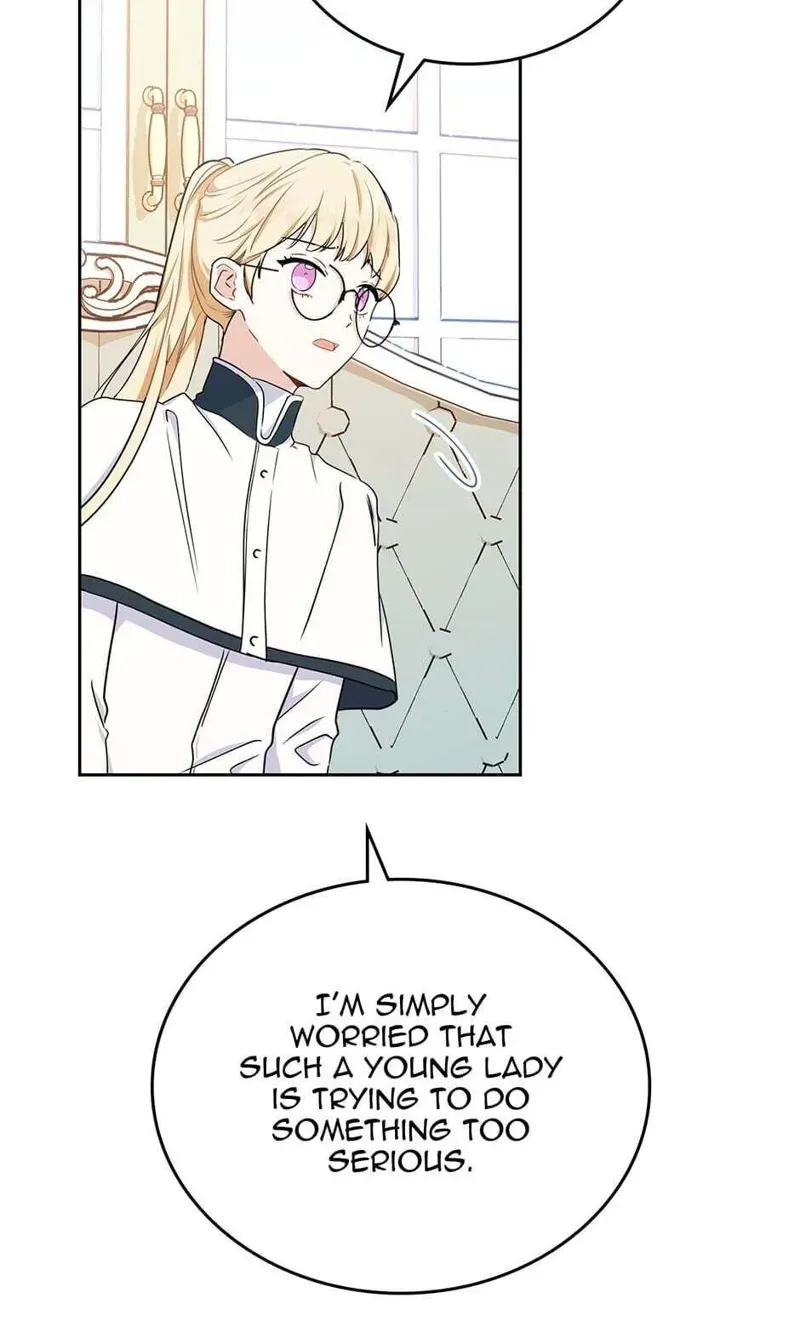 I'M SIMPLY
WORRIED THAT
SUCH A YOUNG LADY
IS TRYING TO DO
SOMETHING TOO
SERIOUS.